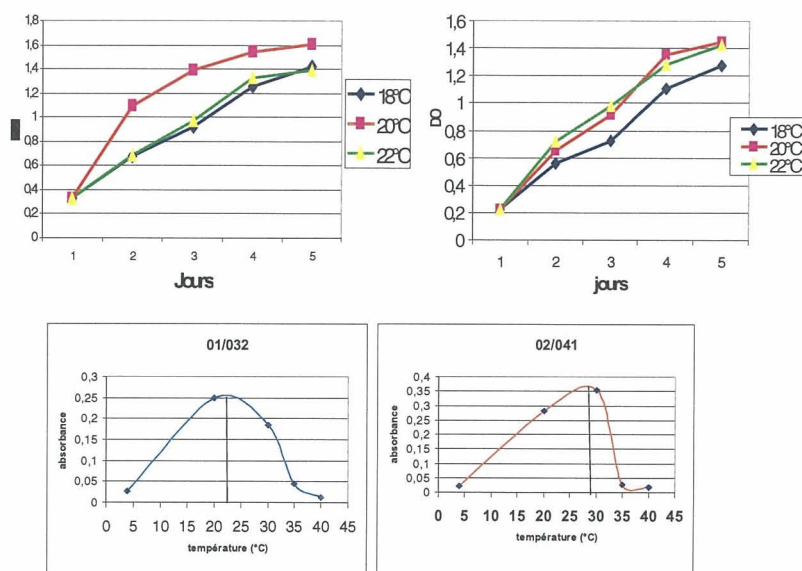 1,8
1,6
1,4
1,2
1
0,8
0,6
0,4
0,2
0
1 2 3 4 5
Jours
18°C
20°C
22°C
1,6
1,4
1,2
1
0,8
0,6
0,4
0,2
0
DO
1 2 3 4 5
jours
18°C
20°C
22°C
01/032
0,3
0,25
0,2
0,15
0,1
0,05
0
absorbance
0 5 10 15 20 25 30 35 40 45
température (°C)
02/041
0,4
0,35
0,3
0,25
0,2
0,15
0,1
0,05
0
absorbance
0 5 10 15 20 25 30 35 40 45
température (°C)